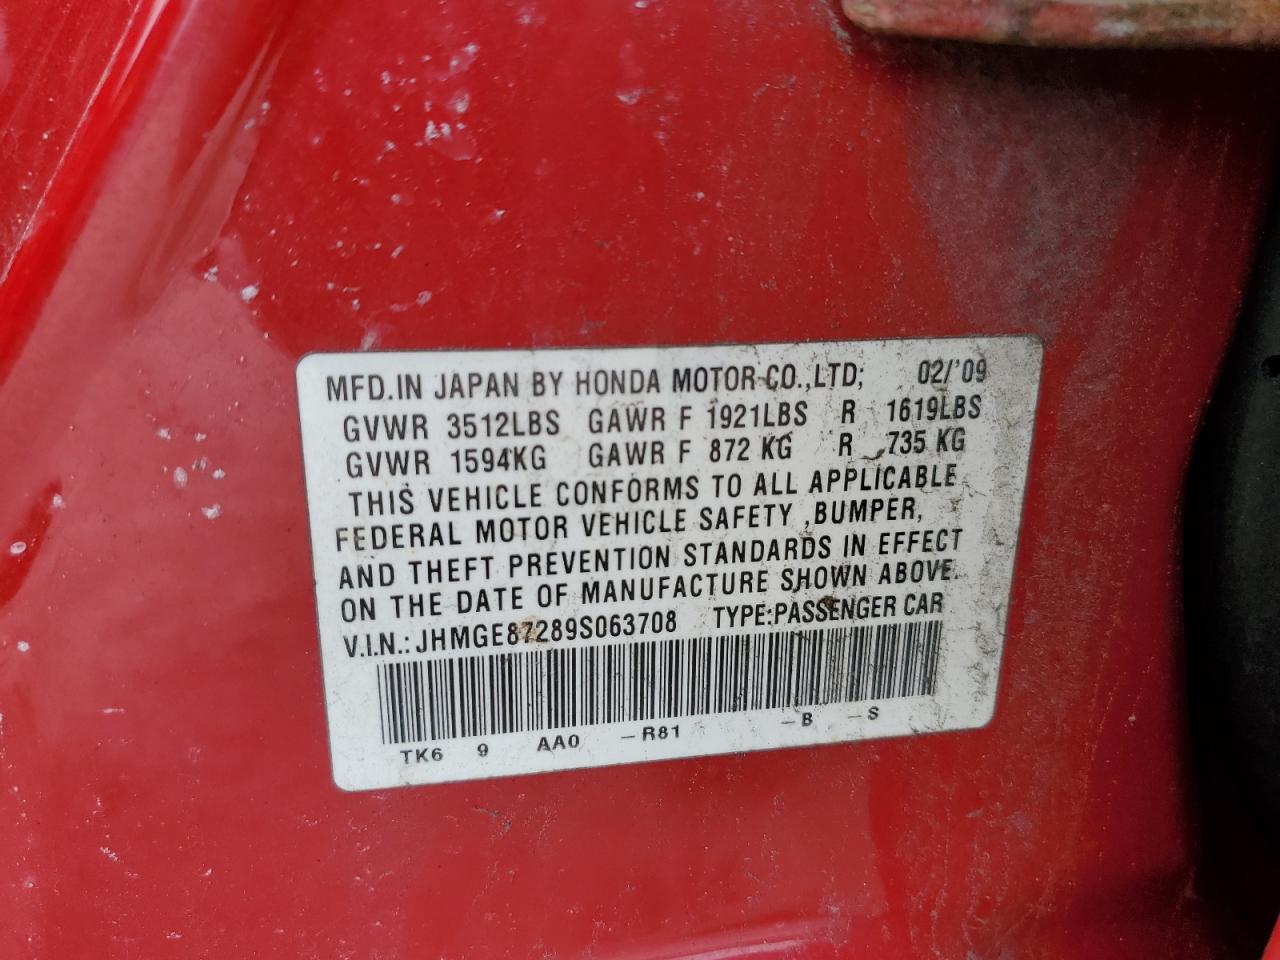 MFD.IN JAPAN BY HONDA MOTOR CO.,LTD; 02/'09
GVWR 3512LBS GAWR F 1921LBS R 1619LBS
GVWR 1594KG GAWR F 872 KG R 735 KG
THIS VEHICLE CONFORMS TO ALL APPLICABLE
FEDERAL MOTOR VEHICLE SAFETY ,BUMPER,
AND THEFT PREVENTION STANDARDS IN EFFECT
ON THE DATE OF MANUFACTURE SHOWN ABOVE.
V.I.N.: JHMGE87289S063708 TYPE:PASSENGER CAR
TK6 9 AA0 -R81 -B -S